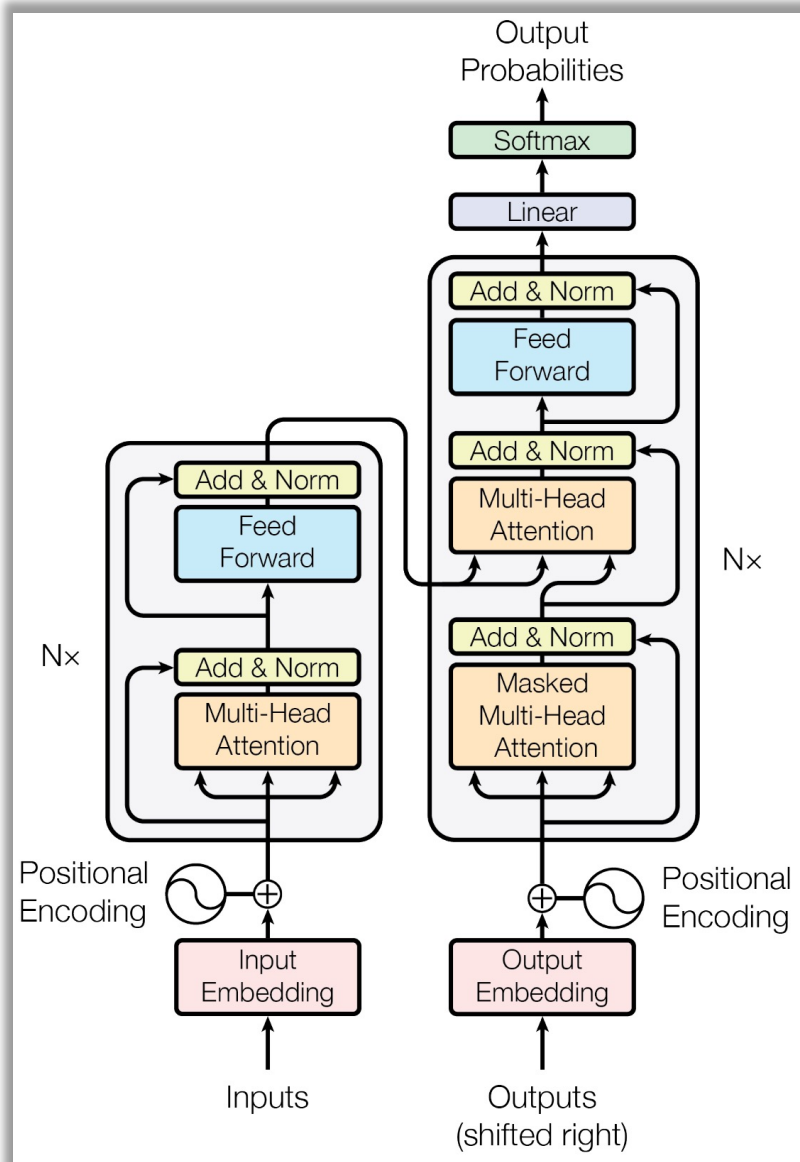 Output
Probabilities
Softmax
Linear
Add & Norm
Feed
Forward
Add & Norm
Multi-Head
Attention
N×
Add & Norm
Masked
Multi-Head
Attention
Add & Norm
Feed
Forward
N×
Add & Norm
Multi-Head
Attention
Positional
Encoding
Positional
Encoding
Input
Embedding
Output
Embedding
Inputs
Outputs
(shifted right)